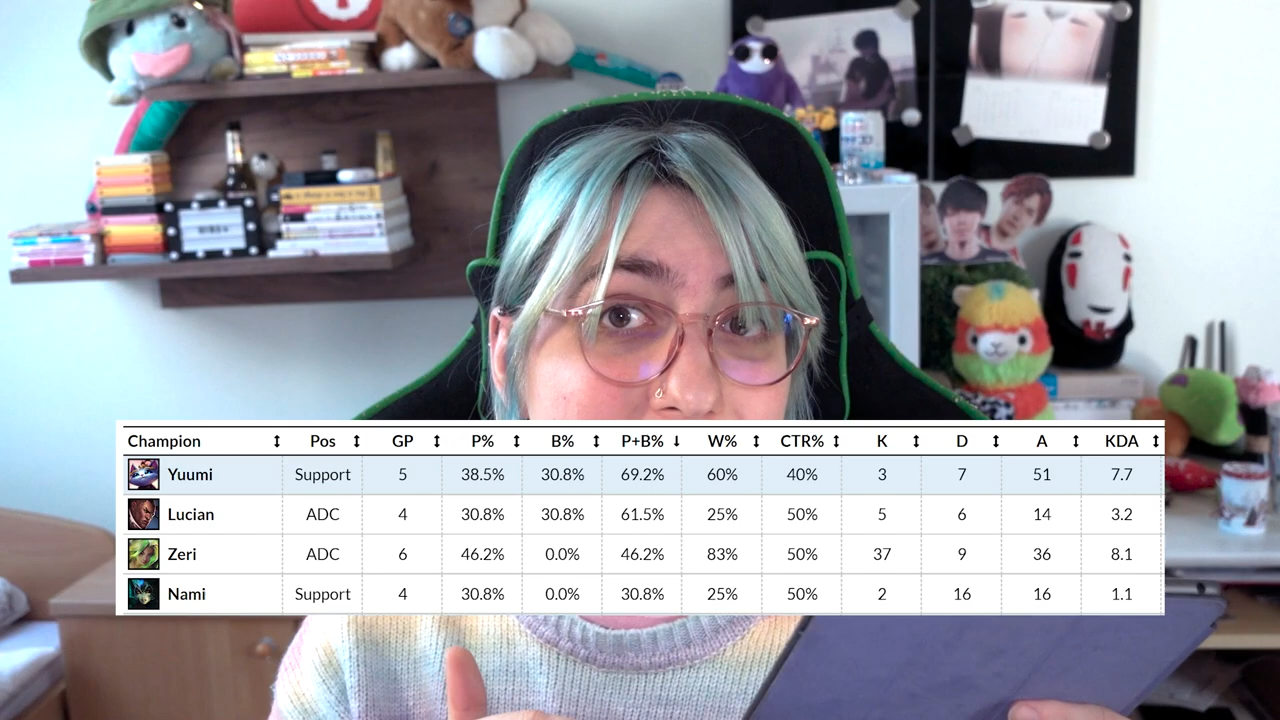 Champion Pos GP P% B% P+B% W% CTR% K D A KDA
Yuumi Support 5 38.5% 30.8% 69.2% 60% 40% 3 7 51 7.7
Lucian ADC 4 30.8% 30.8% 61.5% 25% 50% 5 6 14 3.2
Zeri ADC 6 46.2% 0.0% 46.2% 83% 50% 37 9 36 8.1
Nami Support 4 30.8% 0.0% 30.8% 25% 50% 2 16 16 1.1